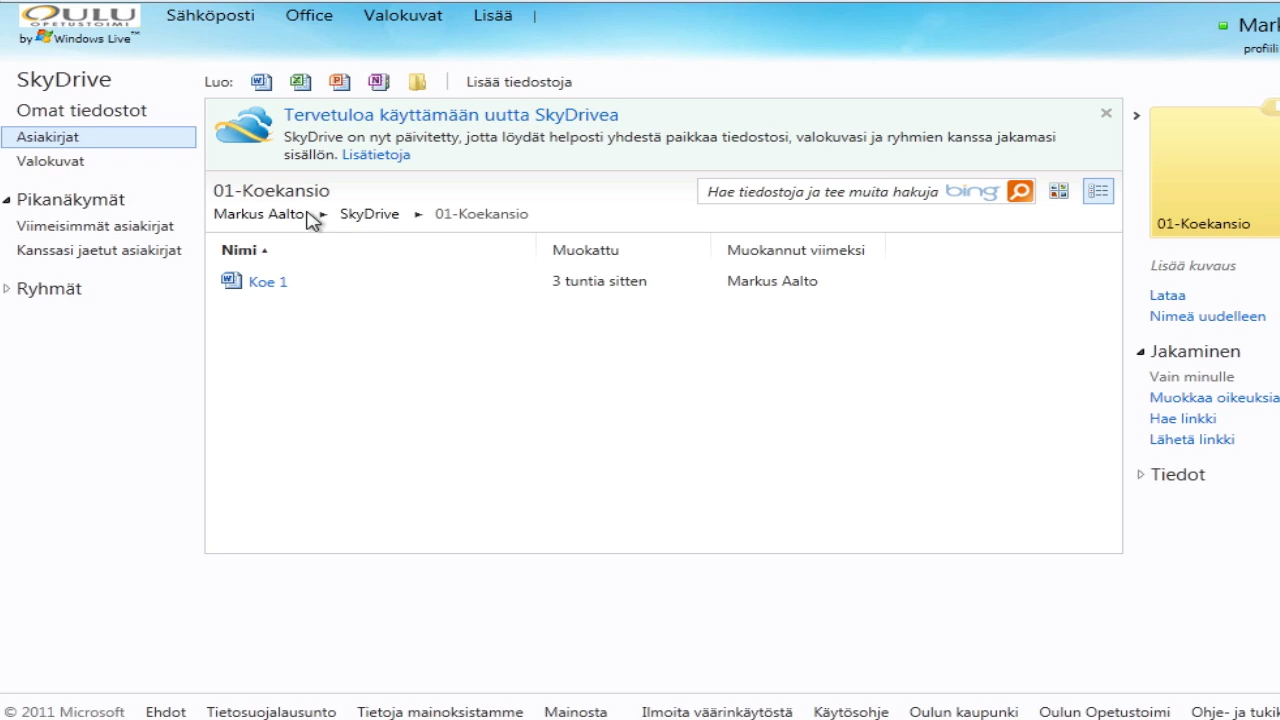 OULU Sähköposti Office Valokuvat Lisää |
OPETUSTOIMI
by Windows Live™
Mark
profiili
SkyDrive
Omat tiedostot
Asiakirjat
Valokuvat
Pikanäkymät
Viimeisimmät asiakirjat
Kanssasi jaetut asiakirjat
Ryhmät
Luo: Lisää tiedostoja
Tervetuloa käyttämään uutta SkyDrivea
SkyDrive on nyt päivitetty, jotta löydät helposti yhdestä paikkaa tiedostosi, valokuvasi ja ryhmien kanssa jakamasi
sisällön. Lisätietoja
01-Koekansio
Hae tiedostoja ja tee muita hakuja bing
Markus Aalto ► SkyDrive ► 01-Koekansio
Nimi Muokattu Muokannut viimeksi
Koe 1 3 tuntia sitten Markus Aalto
01-Koekansio
Lisää kuvaus
Lataa
Nimeä uudelleen
Jakaminen
Vain minulle
Muokkaa oikeuksia
Hae linkki
Lähetä linkki
Tiedot
© 2011 Microsoft Ehdot Tietosuojalausunto Tietoja mainoksistamme Mainosta Ilmoita väärinkäytöstä Käytösohje Oulun kaupunki Oulun Opetustoimi Ohje- ja tukik